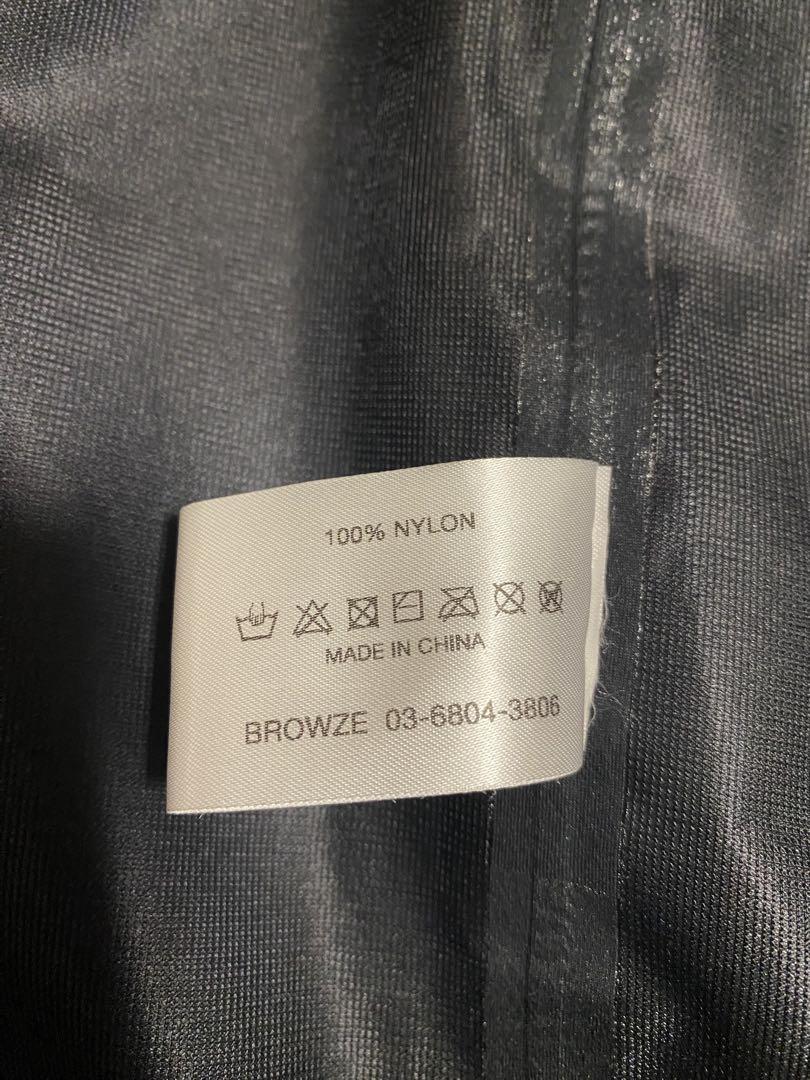 100% NYLON
MADE IN CHINA
BROWZE 03-6804-3806